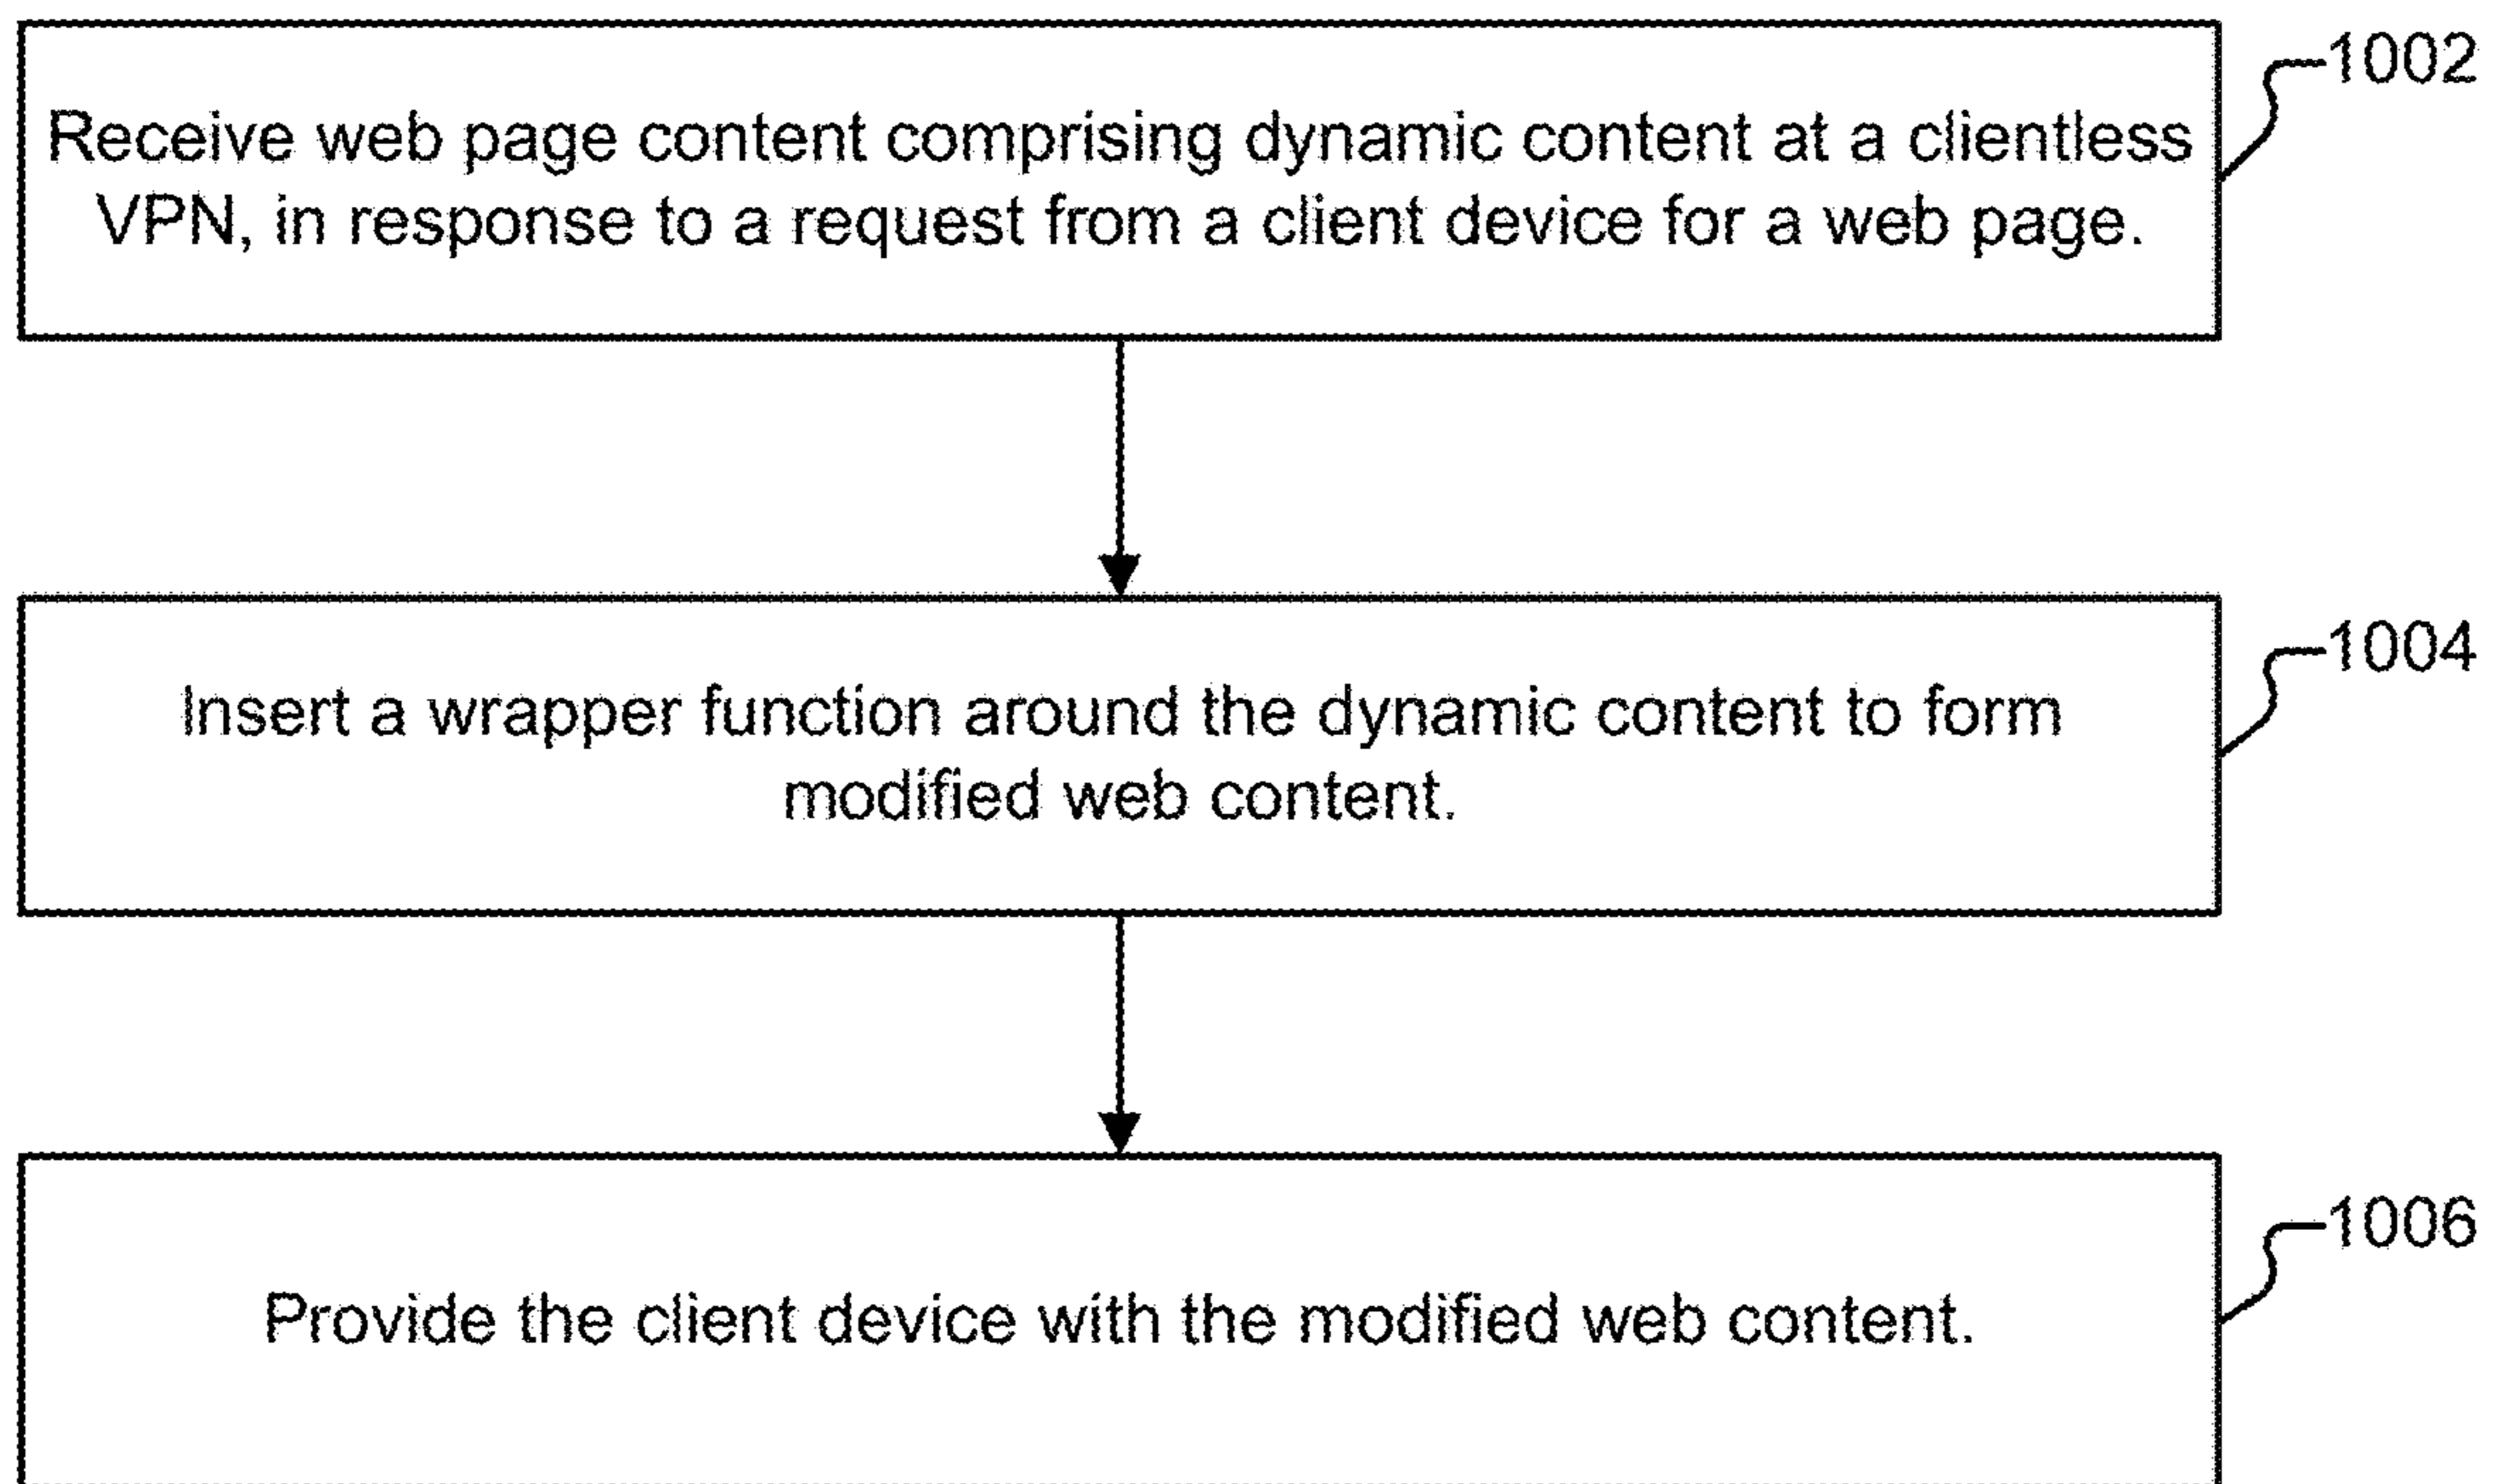 1002
Receive web page content comprising dynamic content at a clientless
VPN, in response to a request from a client device for a web page.
1004
Insert a wrapper function around the dynamic content to form
modified web content.
1006
Provide the client device with the modified web content.